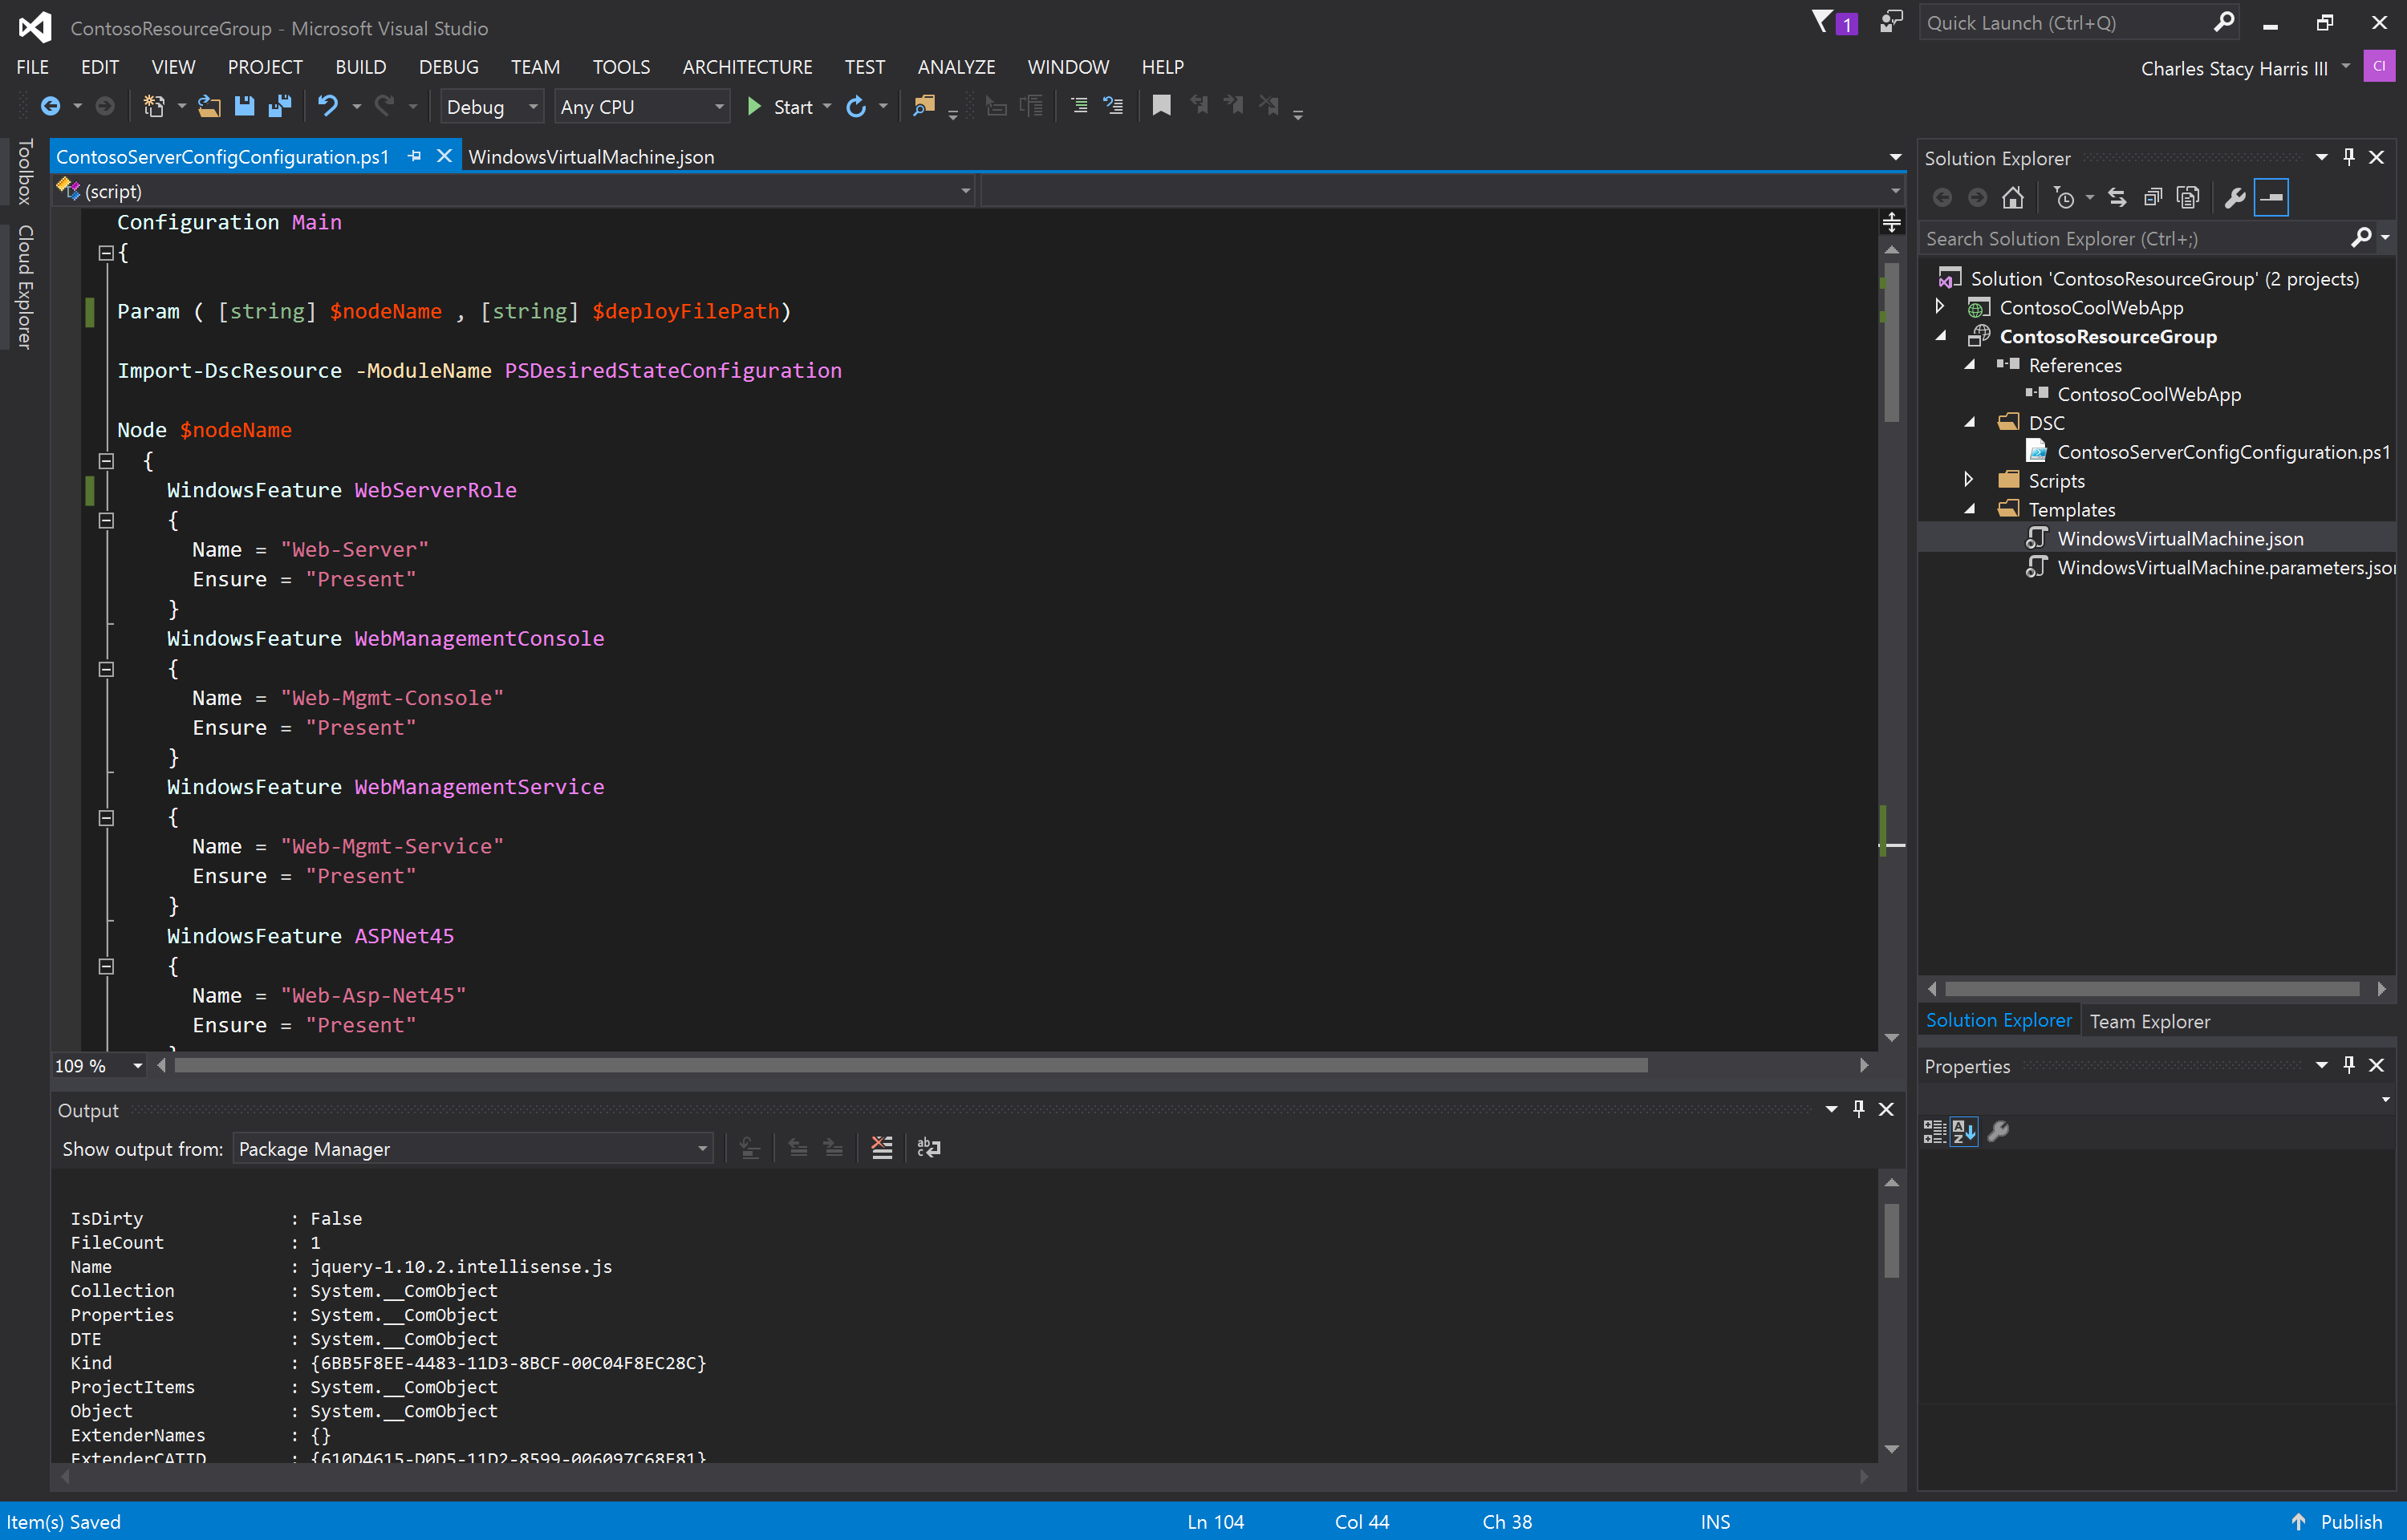 ContosoResourceGroup - Microsoft Visual Studio
1
Quick Launch (Ctrl+Q)
FILE EDIT VIEW PROJECT BUILD DEBUG TEAM TOOLS ARCHITECTURE TEST ANALYZE WINDOW HELP
Charles Stacy Harris III
CI
Debug Any CPU Start
Toolbox
Cloud Explorer
ContosoServerConfigConfiguration.ps1 WindowsVirtualMachine.json
(script)
Configuration Main
{
Param ( [string] $nodeName , [string] $deployFilePath)
Import-DscResource -ModuleName PSDesiredStateConfiguration
Node $nodeName
{
WindowsFeature WebServerRole
{
Name = "Web-Server"
Ensure = "Present"
}
WindowsFeature WebManagementConsole
{
Name = "Web-Mgmt-Console"
Ensure = "Present"
}
WindowsFeature WebManagementService
{
Name = "Web-Mgmt-Service"
Ensure = "Present"
}
WindowsFeature ASPNet45
{
Name = "Web-Asp-Net45"
Ensure = "Present"
109 %
Output
Show output from: Package Manager
IsDirty : False
FileCount : 1
Name : jquery-1.10.2.intellisense.js
Collection : System.__ComObject
Properties : System.__ComObject
DTE : System.__ComObject
Kind : {6BB5F8EE-4483-11D3-8BCF-00C04F8EC28C}
ProjectItems : System.__ComObject
Object : System.__ComObject
ExtenderNames : {}
ExtenderCATID : {610D4615-D0D5-11D2-8599-006097C68E81}
Solution Explorer
Search Solution Explorer (Ctrl+;)
Solution 'ContosoResourceGroup' (2 projects)
ContosoCoolWebApp
ContosoResourceGroup
References
ContosoCoolWebApp
DSC
ContosoServerConfigConfiguration.ps1
Scripts
Templates
WindowsVirtualMachine.json
WindowsVirtualMachine.parameters.jso
Solution Explorer Team Explorer
Properties
Item(s) Saved Ln 104 Col 44 Ch 38 INS Publish